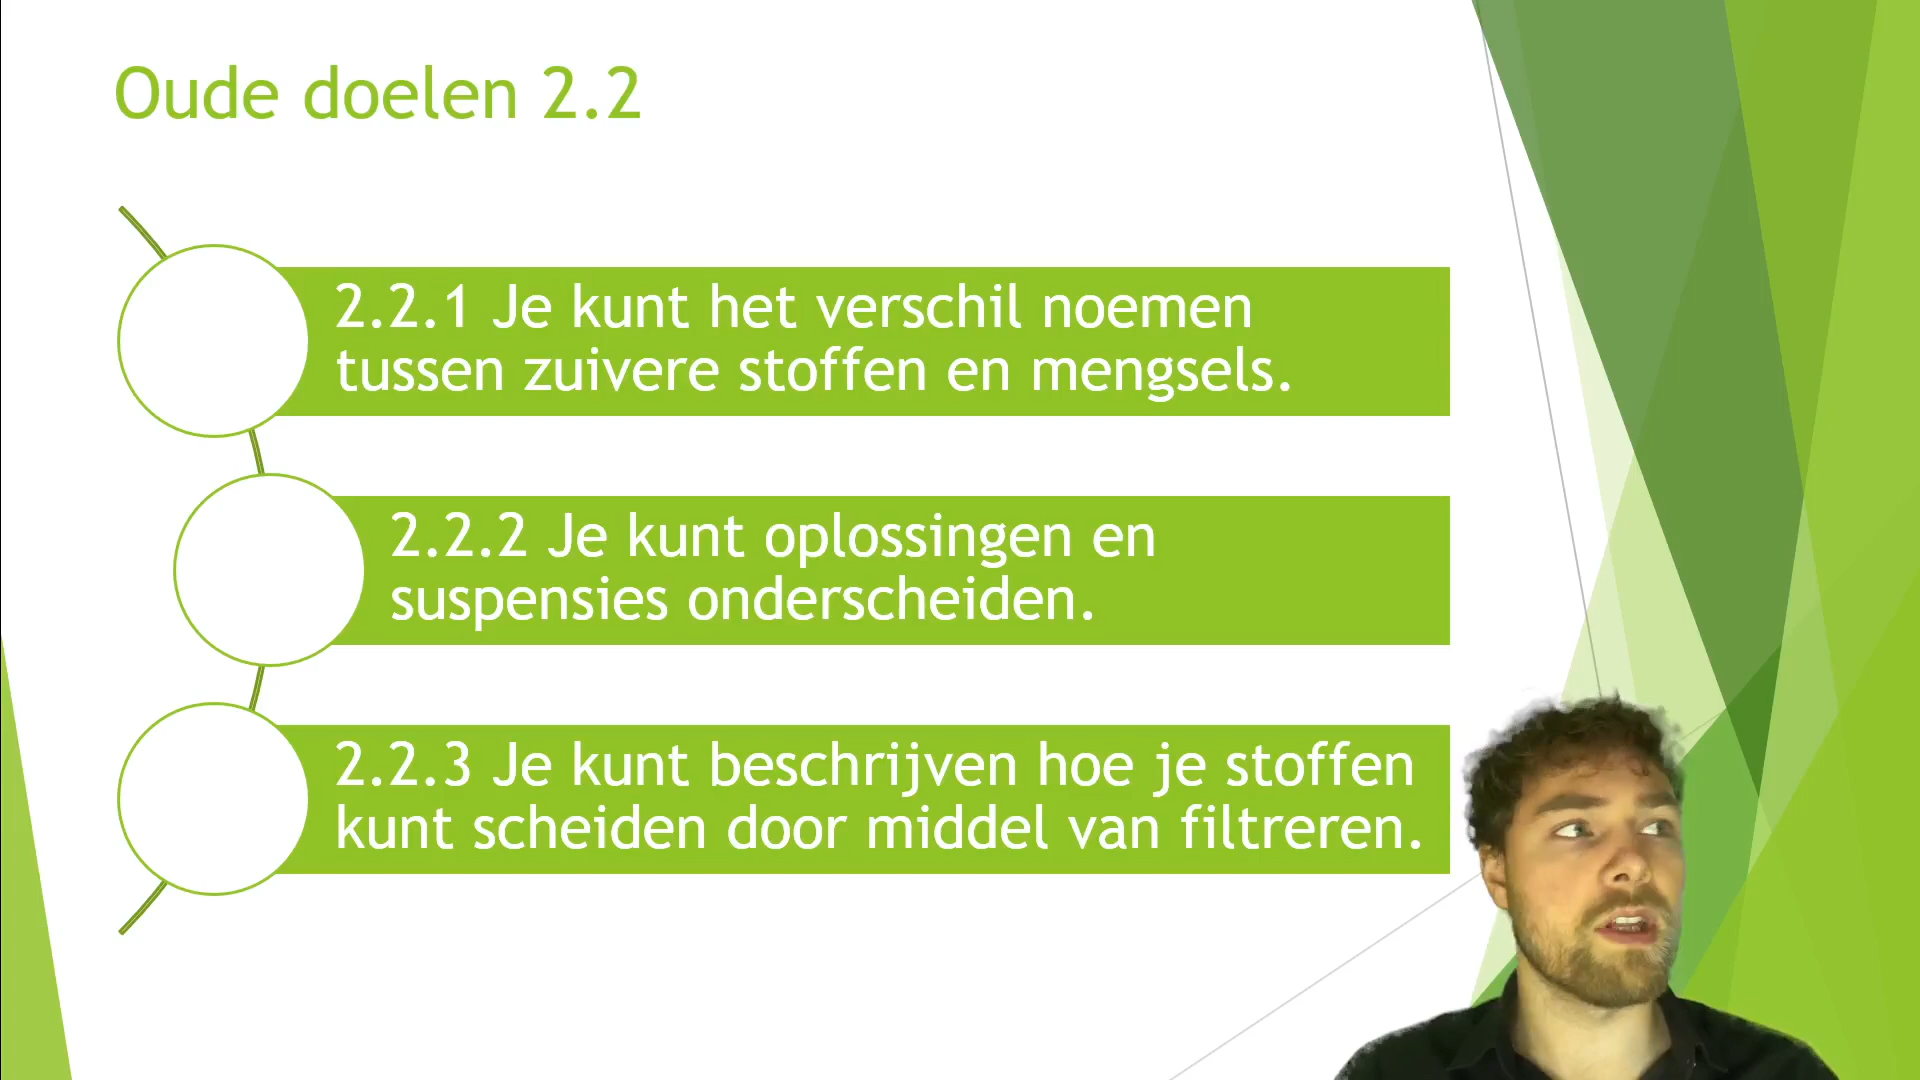 Oude doelen 2.2
2.2.1 Je kunt het verschil noemen
tussen zuivere stoffen en mengsels.
2.2.2 Je kunt oplossingen en
suspensies onderscheiden.
2.2.3 Je kunt beschrijven hoe je stoffen
kunt scheiden door middel van filtreren.